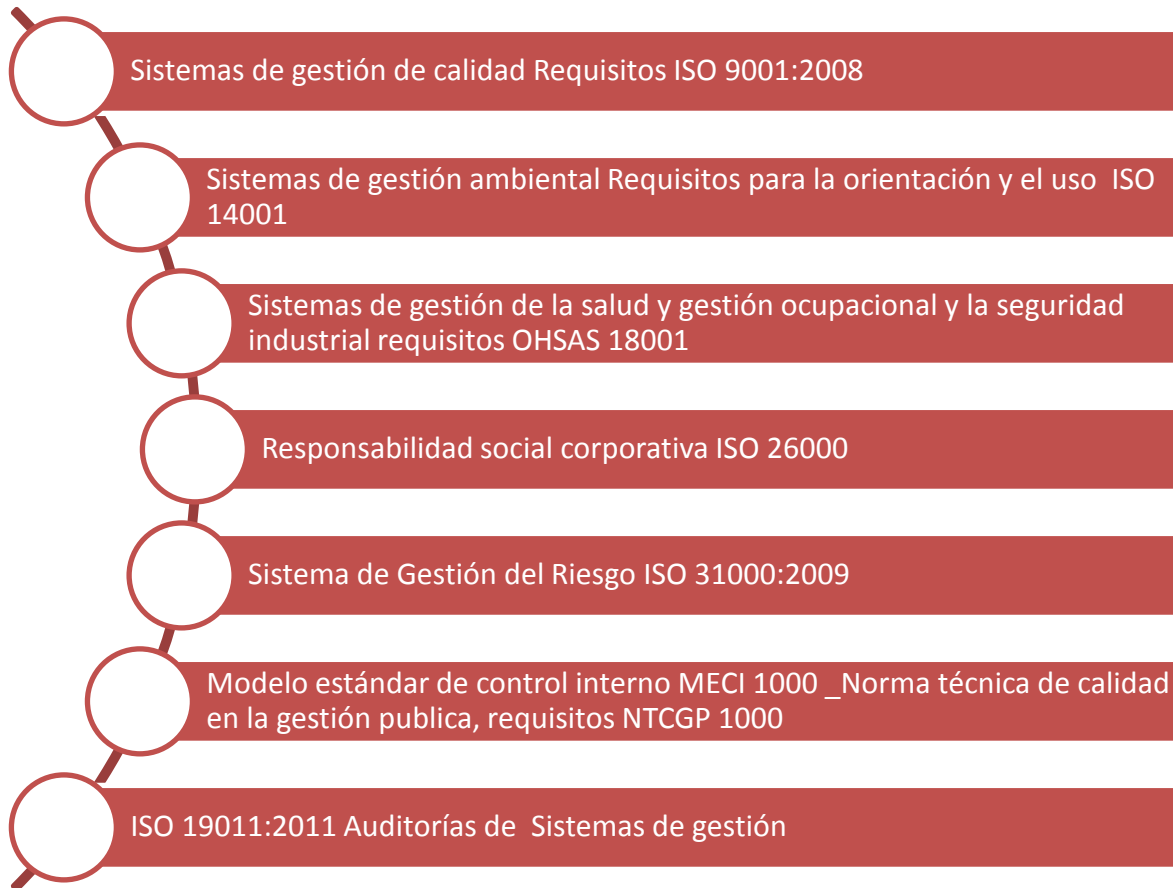 Sistemas de gestión de calidad Requisitos ISO 9001:2008
Sistemas de gestión ambiental Requisitos para la orientación y el uso  ISO
14001
Sistemas de gestión de la salud y gestión ocupacional y la seguridad
industrial requisitos OHSAS 18001
Responsabilidad social corporativa ISO 26000
Sistema de Gestión del Riesgo ISO 31000:2009
Modelo estándar de control interno MECI 1000 _Norma técnica de calidad
en la gestión publica, requisitos NTCGP 1000
ISO 19011:2011 Auditorías de  Sistemas de gestión